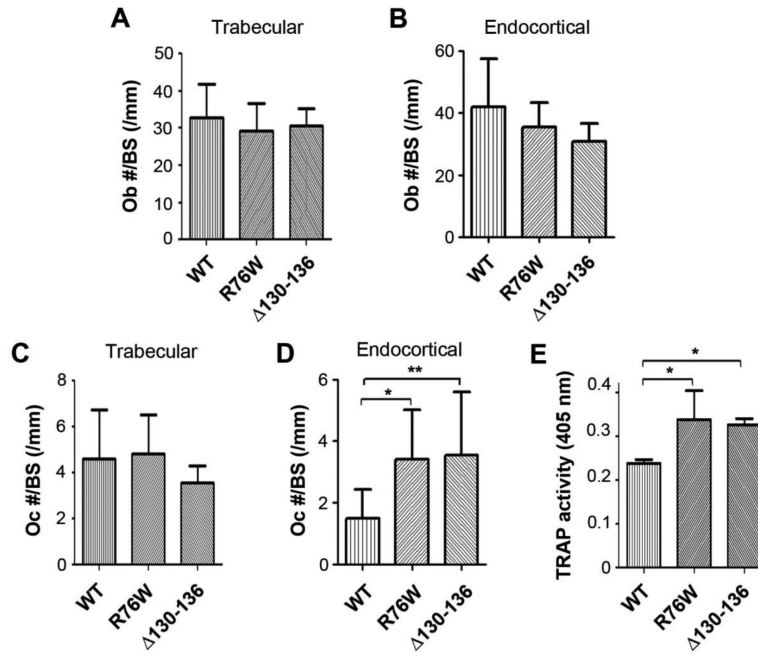 A
Trabecular
Ob #/BS (/mm)
50
40
30
20
10
0
WT
R76W
Δ130-136
B
Endocortical
Ob #/BS (/mm)
60
40
20
0
WT
R76W
Δ130-136
C
Trabecular
Oc #/BS (/mm)
8
6
4
2
0
WT
R76W
Δ130-136
D
Endocortical
Oc #/BS (/mm)
6
4
2
0
**
*
WT
R76W
Δ130-136
E
TRAP activity (405 nm)
0.4
0.3
0.2
0.1
0
*
*
WT
R76W
Δ130-136